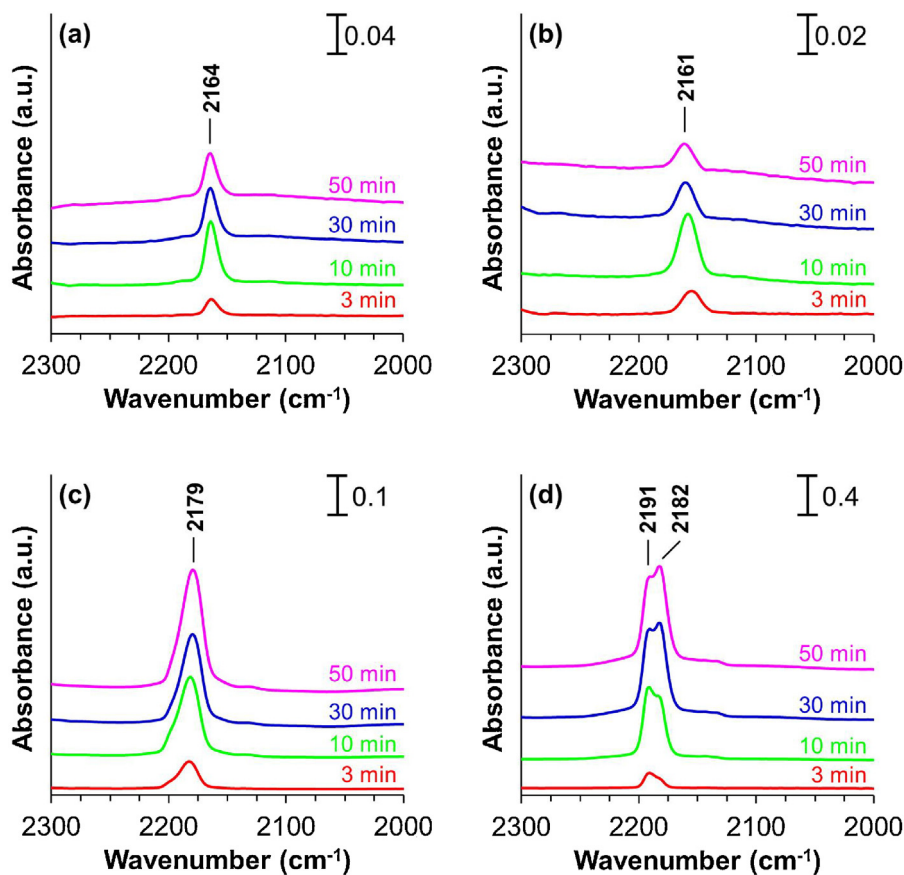 (a)
0.04
2164
50 min
30 min
10 min
3 min
Absorbance (a.u.)
2300 2200 2100 2000
Wavenumber (cm⁻¹)
(b)
0.02
2161
50 min
30 min
10 min
3 min
Absorbance (a.u.)
2300 2200 2100 2000
Wavenumber (cm⁻¹)
(c)
0.1
2179
50 min
30 min
10 min
3 min
Absorbance (a.u.)
2300 2200 2100 2000
Wavenumber (cm⁻¹)
(d)
0.4
2191
2182
50 min
30 min
10 min
3 min
Absorbance (a.u.)
2300 2200 2100 2000
Wavenumber (cm⁻¹)